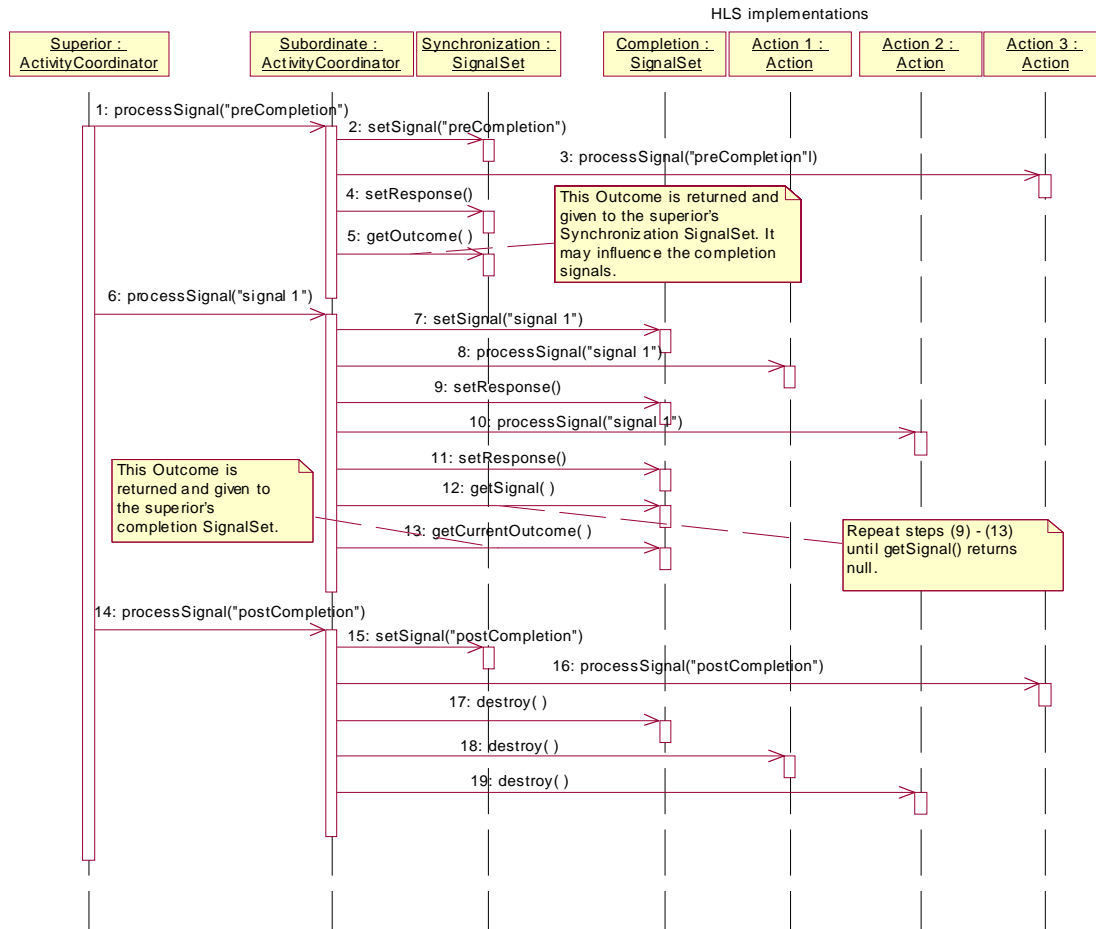 HLS implementations
Superior :
ActivityCoordinator
Subordinate :
ActivityCoordinator
Synchronization :
SignalSet
Completion :
SignalSet
Action 1 :
Action
Action 2 :
Action
Action 3 :
Action
1: processSignal("preCompletion")
2: setSignal("preCompletion")
3: processSignal("preCompletion"l)
4: setResponse()
5: getOutcome( )
This Outcome is returned and
given to the superior's
Synchronization SignalSet. It
may influence the completion
signals.
6: processSignal("signal 1")
7: setSignal("signal 1")
8: processSignal("signal 1")
9: setResponse()
10: processSignal("signal 1")
11: setResponse()
12: getSignal( )
13: getCurrentOutcome( )
This Outcome is
returned and given to
the superior's
completion SignalSet.
Repeat steps (9) - (13)
until getSignal() returns
null.
14: processSignal("postCompletion")
15: setSignal("postCompletion")
16: processSignal("postCompletion")
17: destroy( )
18: destroy( )
19: destroy( )